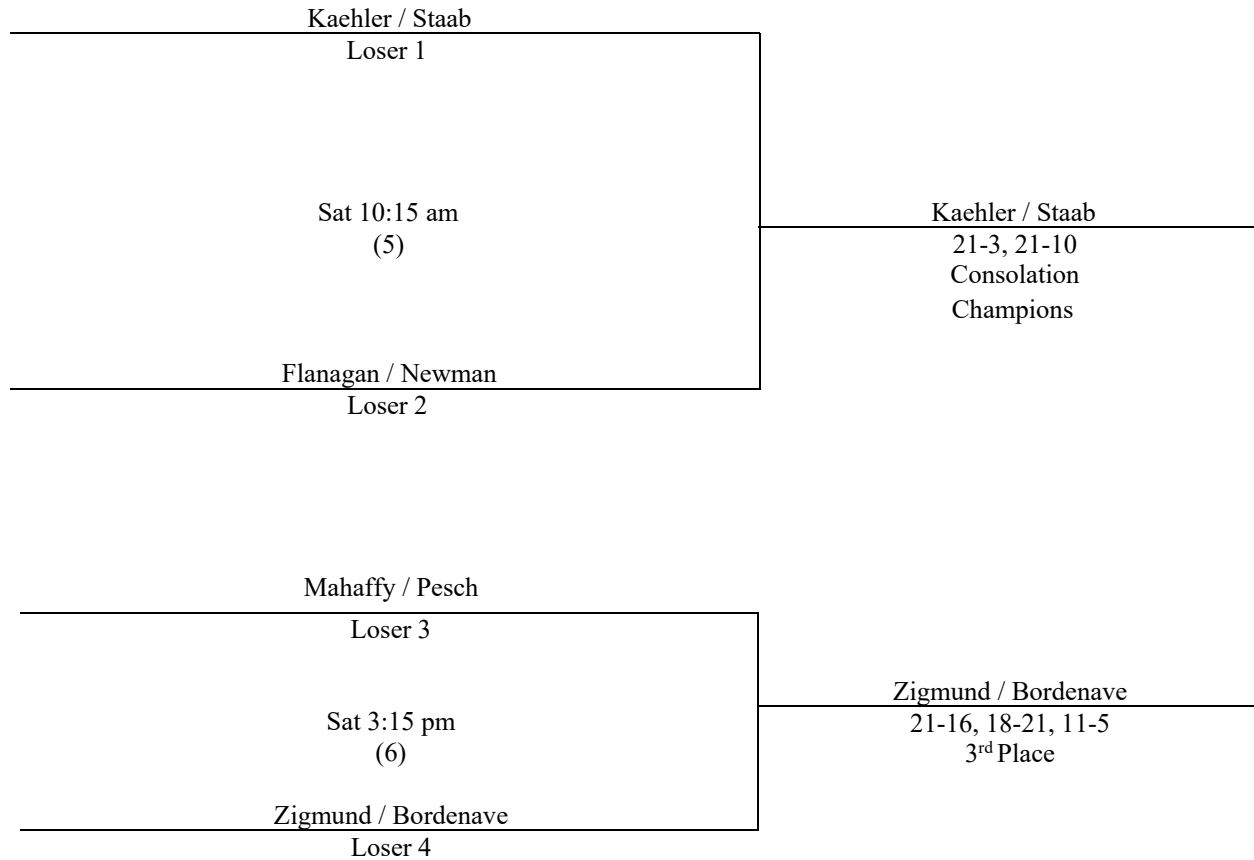 Kaehler / Staab
Loser 1
Sat 10:15 am
(5)
Kaehler / Staab
21-3, 21-10
Consolation
Champions
Flanagan / Newman
Loser 2
Mahaffy / Pesch
Loser 3
Sat 3:15 pm
(6)
Zigmund / Bordenave
21-16, 18-21, 11-5
3rd Place
Zigmund / Bordenave
Loser 4